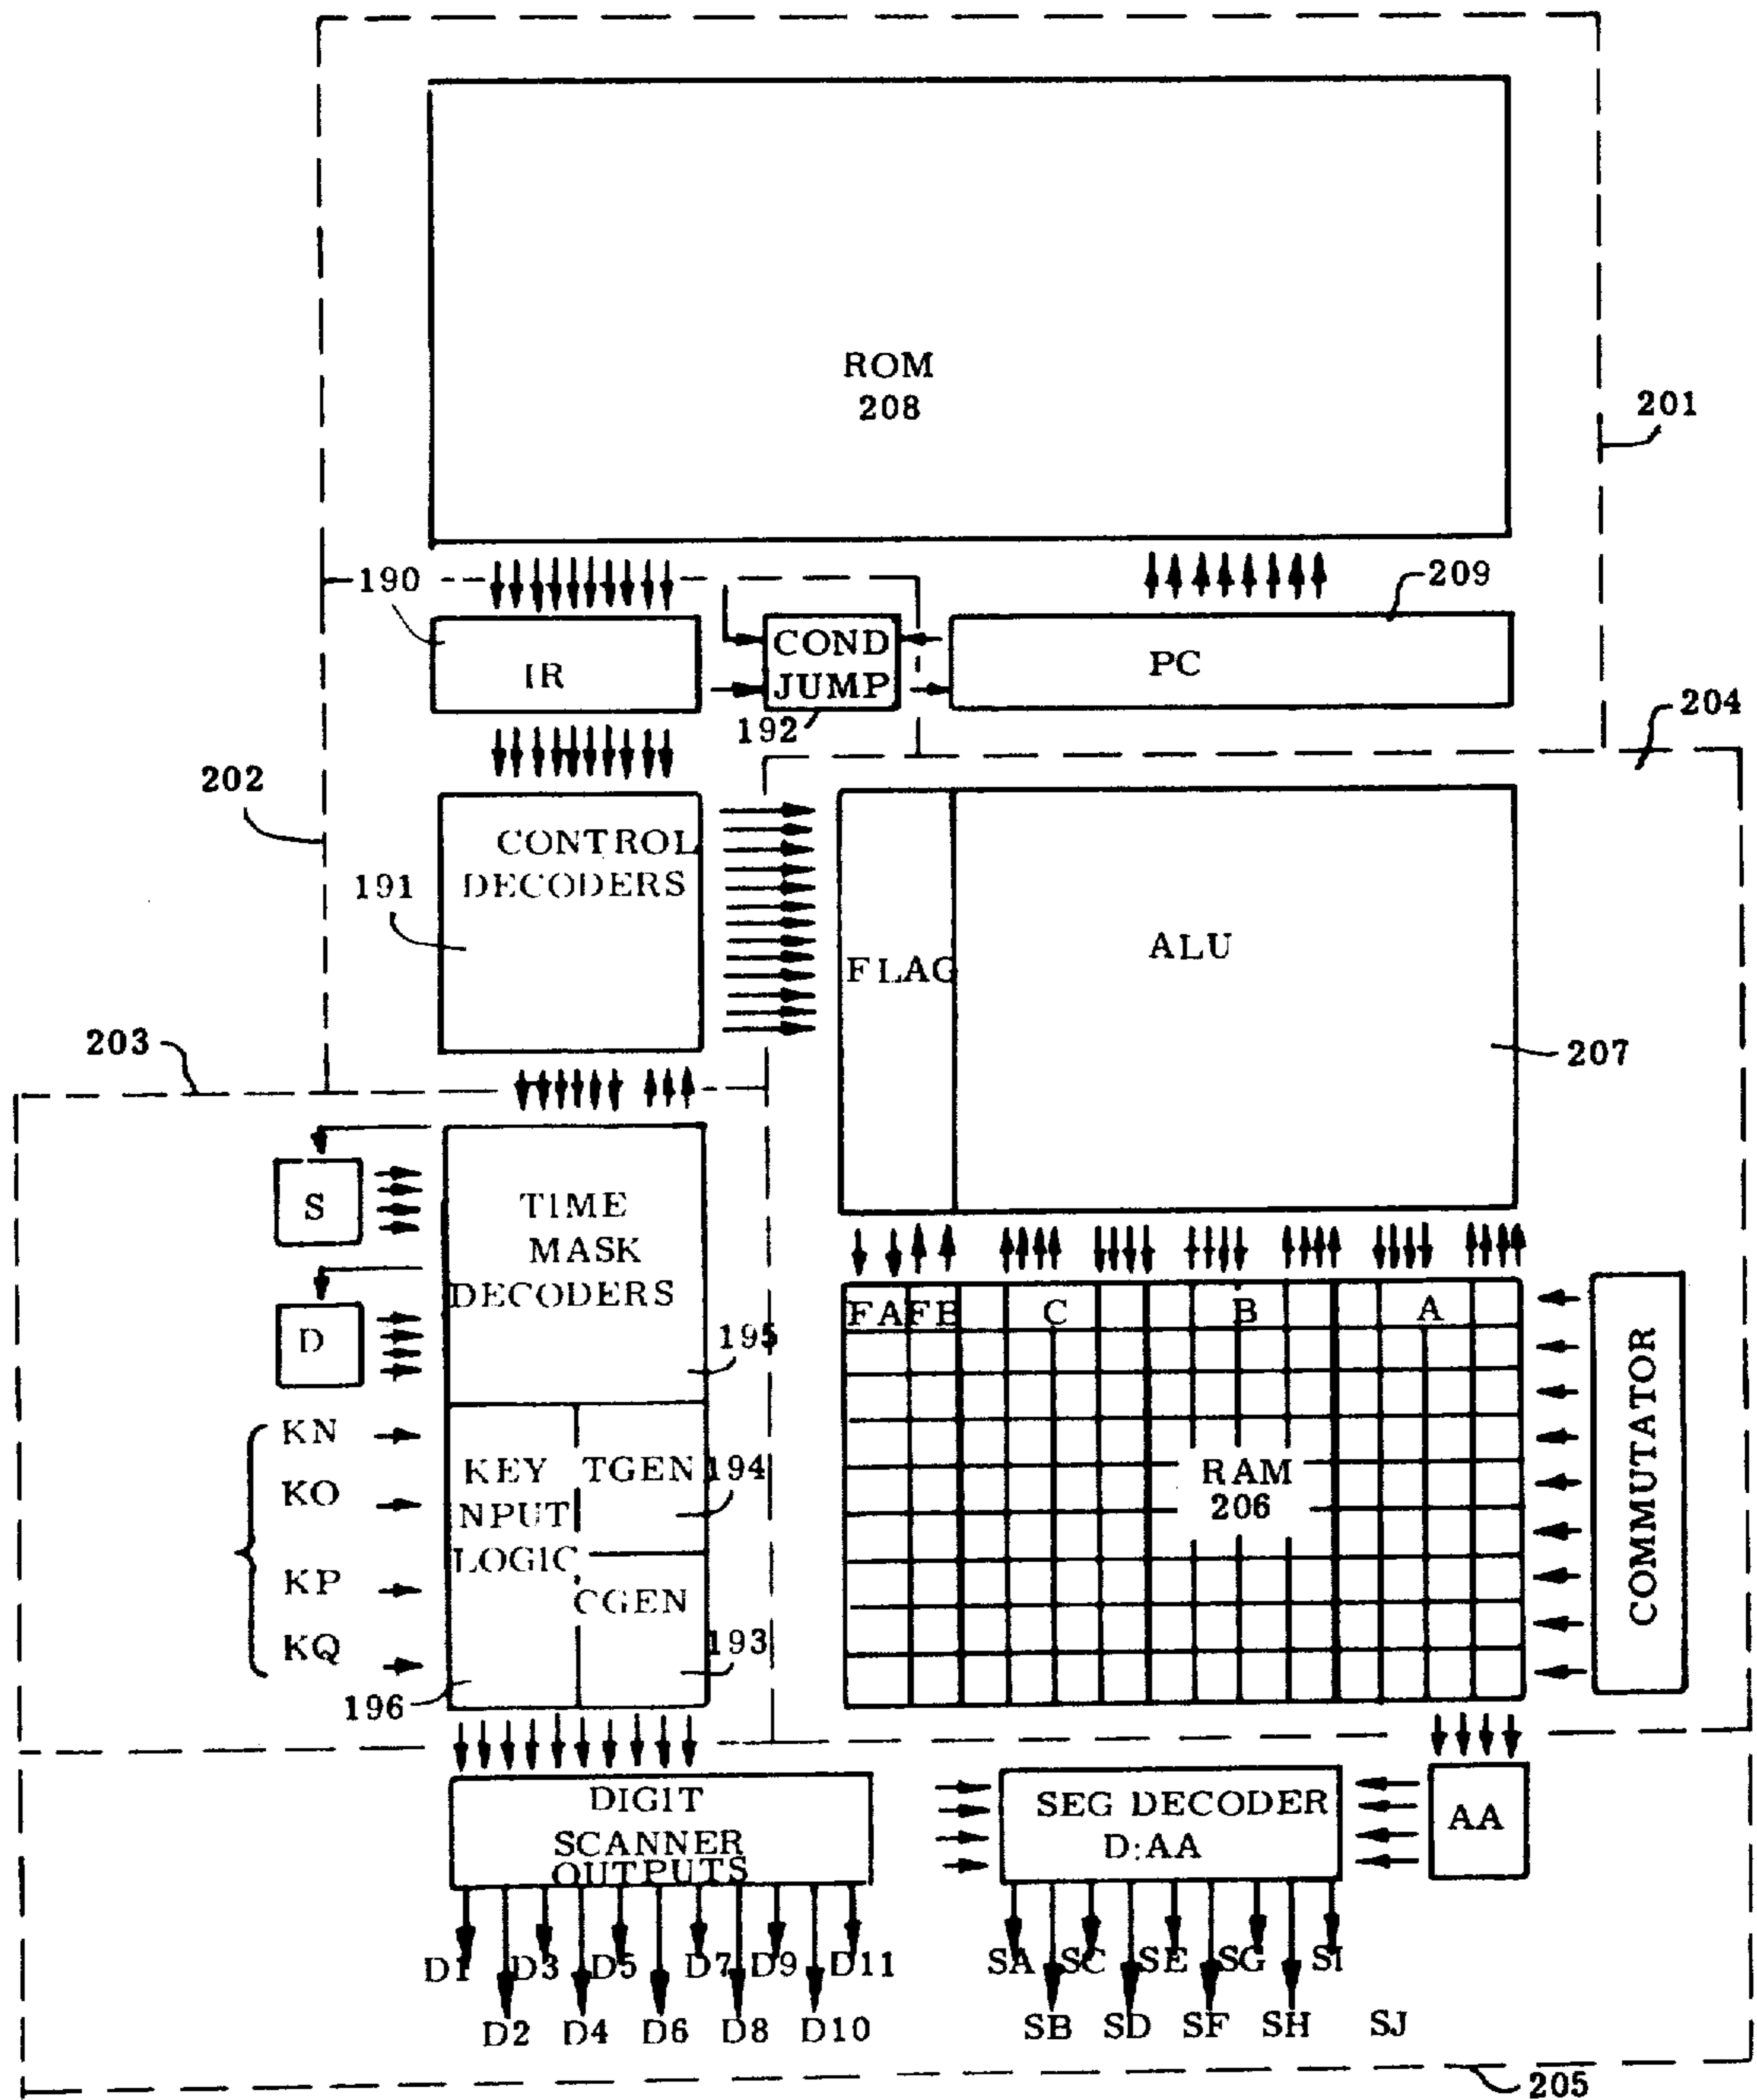 ROM
208
201
190
209
IR
COND
JUMP
192
PC
204
202
CONTROL
DECODERS
191
FLAG
ALU
203
207
S
TIME
MASK
DECODERS
D
195
FA FB C B A
COMMUTATOR
KN
KO
KP
KQ
KEY
NPUT
LOGIC
TGEN 194
CGEN
193
196
RAM
206
DIGIT
SCANNER
OUTPUTS
SEG DECODER
D:AA
AA
D1 D3 D5 D7 D9 D11
D2 D4 D6 D8 D10
SA SC SE SG SI
SB SD SF SH SJ
205